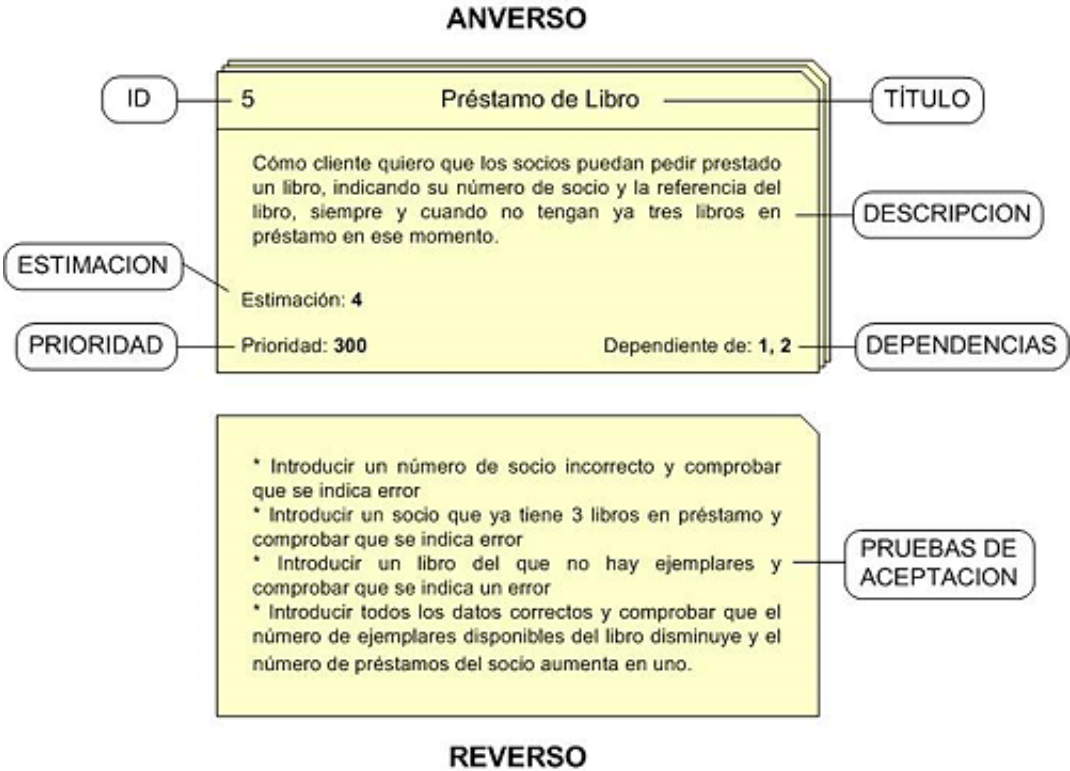 ANVERSO
ID
5
Préstamo de Libro
TÍTULO
Cómo cliente quiero que los socios puedan pedir prestado
un libro, indicando su número de socio y la referencia del
libro, siempre y cuando no tengan ya tres libros en
préstamo en ese momento.
DESCRIPCION
ESTIMACION
Estimación: 4
PRIORIDAD
Prioridad: 300
Dependiente de: 1, 2
DEPENDENCIAS
* Introducir un número de socio incorrecto y comprobar
que se indica error
* Introducir un socio que ya tiene 3 libros en préstamo y
comprobar que se indica error
* Introducir un libro del que no hay ejemplares y
comprobar que se indica un error
* Introducir todos los datos correctos y comprobar que el
número de ejemplares disponibles del libro disminuye y el
número de préstamos del socio aumenta en uno.
PRUEBAS DE
ACEPTACION
REVERSO